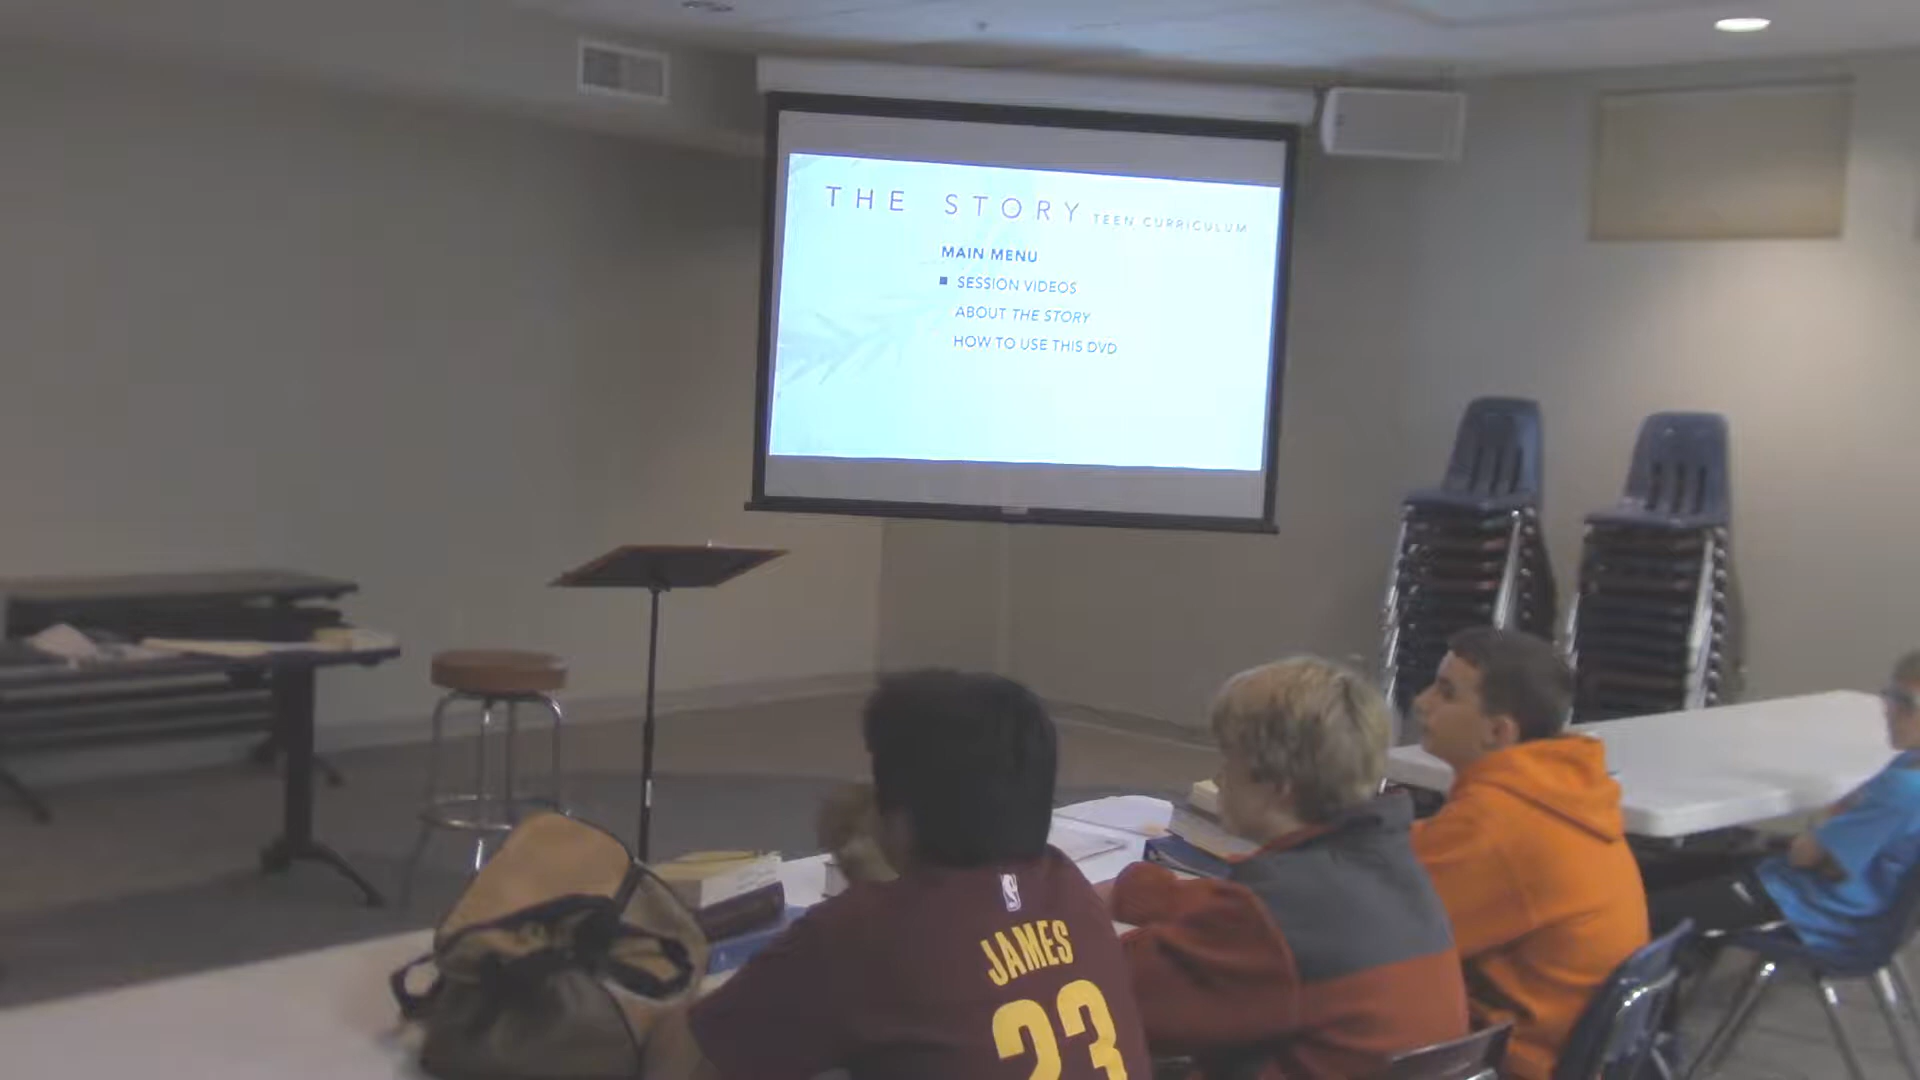 THE STORY TEEN CURRICULUM
MAIN MENU
SESSION VIDEOS
ABOUT THE STORY
HOW TO USE THIS DVD
JAMES
23